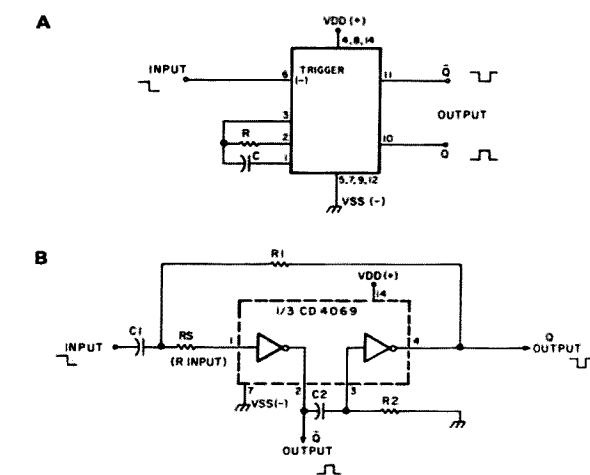 A
VDD (+)
4, 8, 14
INPUT
6
TRIGGER
(-)
11
Q̄
3
OUTPUT
R
2
10
Q
C
1
5, 7, 9, 12
VSS (-)
B
R1
VDD (+)
14
1/3 CD 4069
C1
RS
1
4
Q
INPUT
OUTPUT
(R INPUT)
7
2
C2
3
R2
VSS (-)
Q̄
OUTPUT